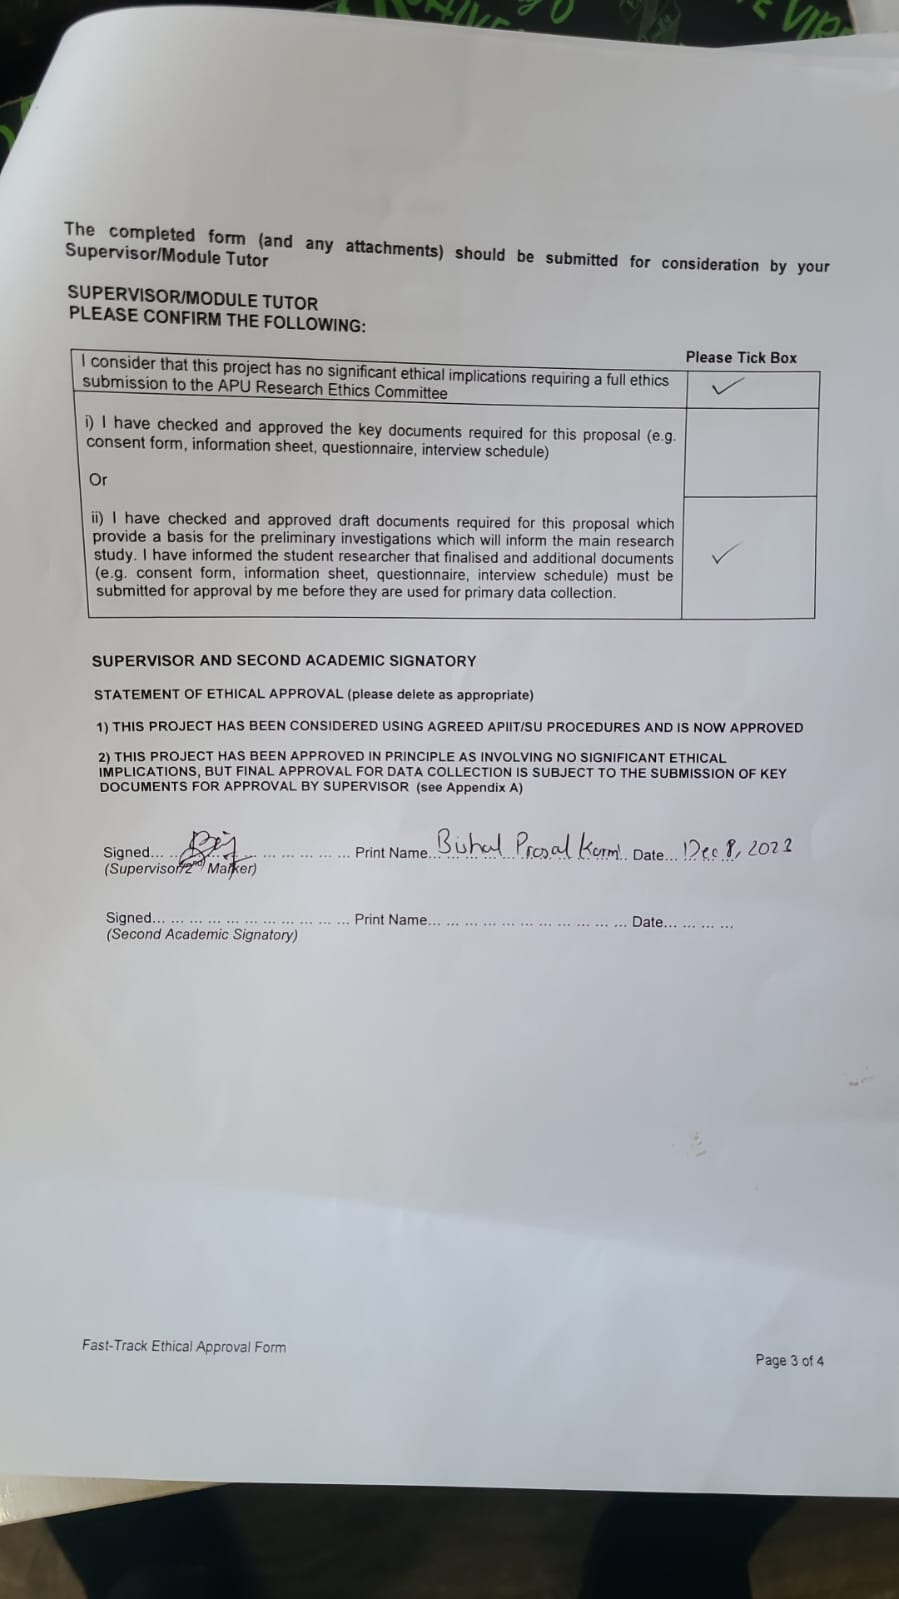 The completed form (and any attachments) should be submitted for consideration by your
Supervisor/Module Tutor
SUPERVISOR/MODULE TUTOR
PLEASE CONFIRM THE FOLLOWING:
Please Tick Box
I consider that this project has no significant ethical implications requiring a full ethics
submission to the APU Research Ethics Committee
i) I have checked and approved the key documents required for this proposal (e.g.
consent form, information sheet, questionnaire, interview schedule)
Or
ii) I have checked and approved draft documents required for this proposal which
provide a basis for the preliminary investigations which will inform the main research
study. I have informed the student researcher that finalised and additional documents
(e.g. consent form, information sheet, questionnaire, interview schedule) must be
submitted for approval by me before they are used for primary data collection.
SUPERVISOR AND SECOND ACADEMIC SIGNATORY
STATEMENT OF ETHICAL APPROVAL (please delete as appropriate)
1) THIS PROJECT HAS BEEN CONSIDERED USING AGREED APIIT/SU PROCEDURES AND IS NOW APPROVED
2) THIS PROJECT HAS BEEN APPROVED IN PRINCIPLE AS INVOLVING NO SIGNIFICANT ETHICAL
IMPLICATIONS, BUT FINAL APPROVAL FOR DATA COLLECTION IS SUBJECT TO THE SUBMISSION OF KEY
DOCUMENTS FOR APPROVAL BY SUPERVISOR (see Appendix A)
Signed... ... ... ... ... Print Name... Bishal Date... Dec 8,
(Supervisor/2nd Marker)
Signed... ... ... ... ... ... ... ... ... ... ... Print Name... ... ... ... ... ... ... ... ... ... ... ... Date... ... ... ...
(Second Academic Signatory)
Fast-Track Ethical Approval Form
Page 3 of 4